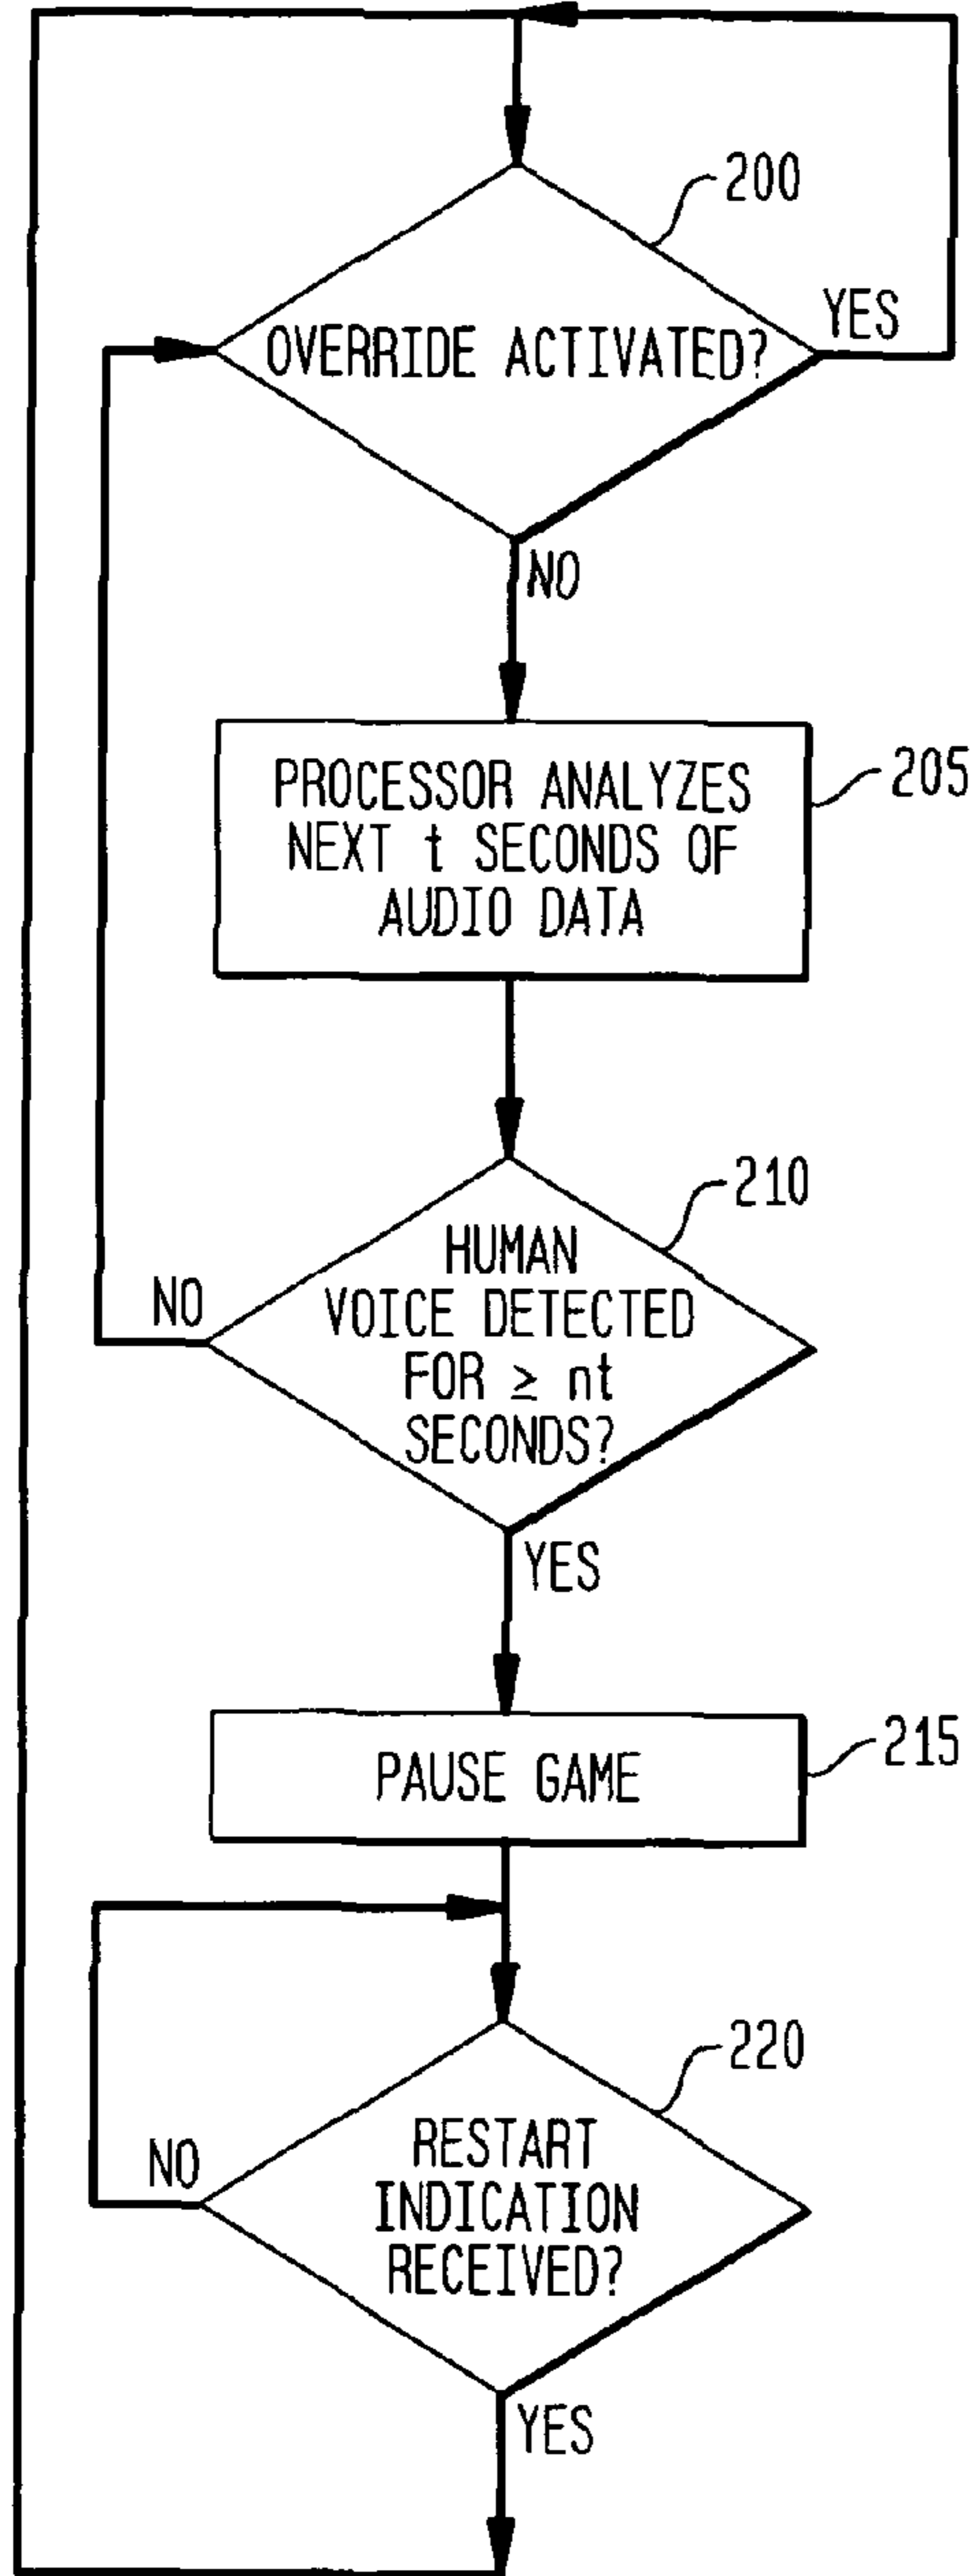 200
OVERRIDE ACTIVATED?
YES
NO
PROCESSOR ANALYZES
NEXT t SECONDS OF
AUDIO DATA
205
210
HUMAN
VOICE DETECTED
FOR ≥ nt
SECONDS?
NO
YES
PAUSE GAME
215
220
RESTART
INDICATION
RECEIVED?
NO
YES